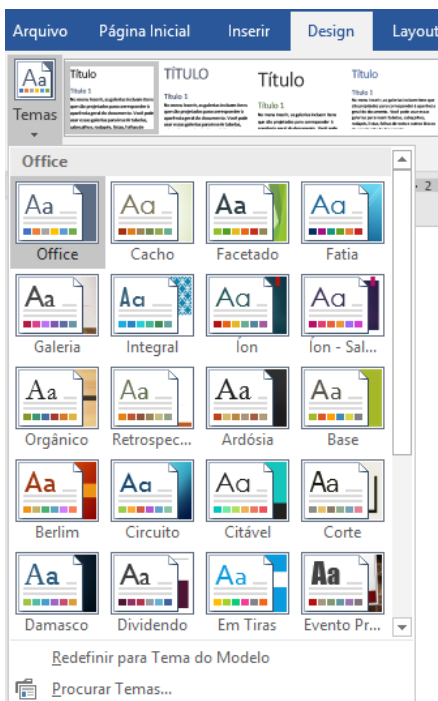 Arquivo Página Inicial Inserir Design Layout
Aa
Temas
Título
Título 1
TÍTULO
Título 1
Título
Título 1
Título
Título 1
Office
2
Aa Aa Aa Aa
Office Cacho Facetado Fatia
Aa Aa Aa Aa
Galeria Integral Íon Íon - Sal...
Aa Aa Aa Aa
Orgânico Retrospec... Ardósia Base
Aa Aa Aa Aa
Berlim Circuito Citável Corte
Aa Aa Aa Aa
Damasco Dividendo Em Tiras Evento Pr...
Redefinir para Tema do Modelo
Procurar Temas...